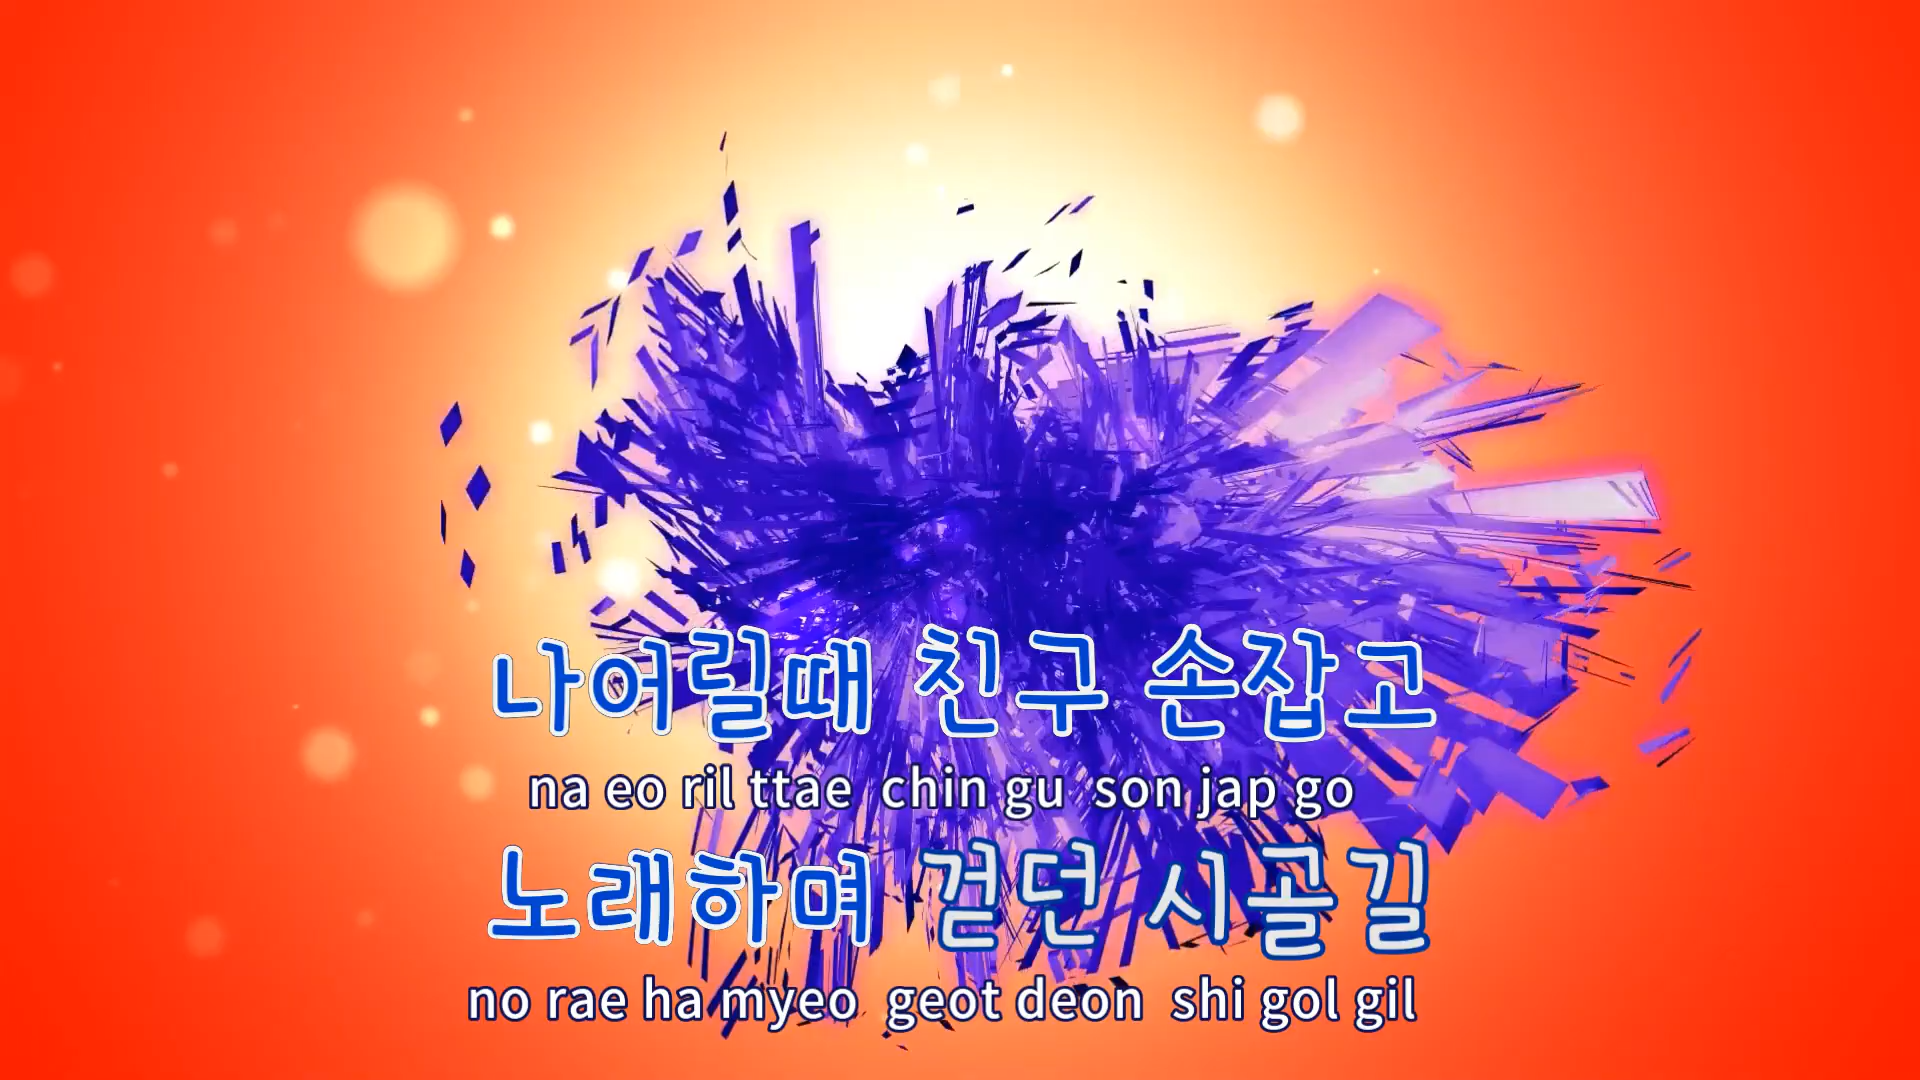 나어릴때 친구 손잡고
na eo ril ttae chin gu son jap go
노래하며 걷던 시골길
no rae ha myeo geot deon shi gol gil